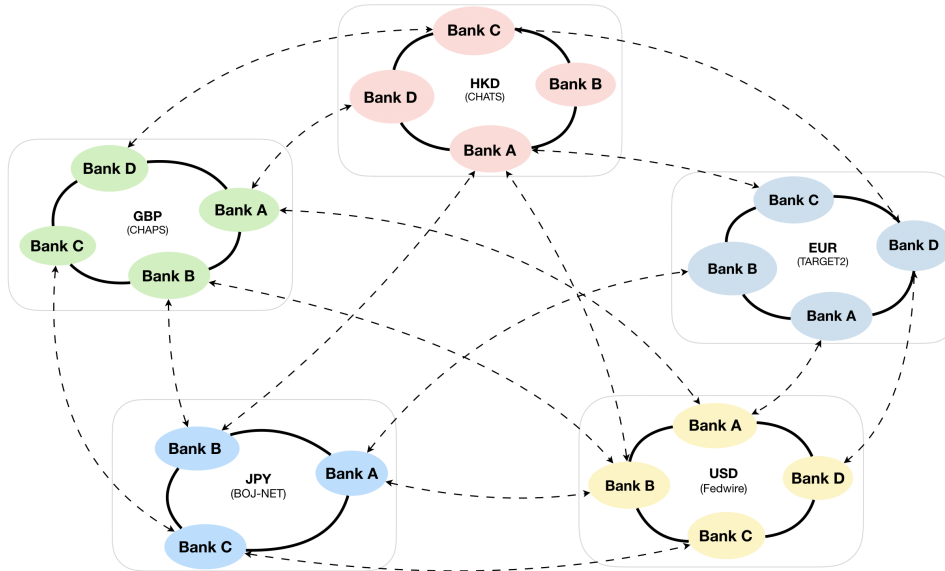 Bank C
HKD
(CHATS)
Bank D
Bank B
Bank A
Bank D
GBP
(CHAPS)
Bank A
Bank C
Bank B
Bank C
EUR
(TARGET2)
Bank D
Bank B
Bank A
Bank B
JPY
(BOJ-NET)
Bank A
Bank C
Bank A
USD
(Fedwire)
Bank D
Bank B
Bank C